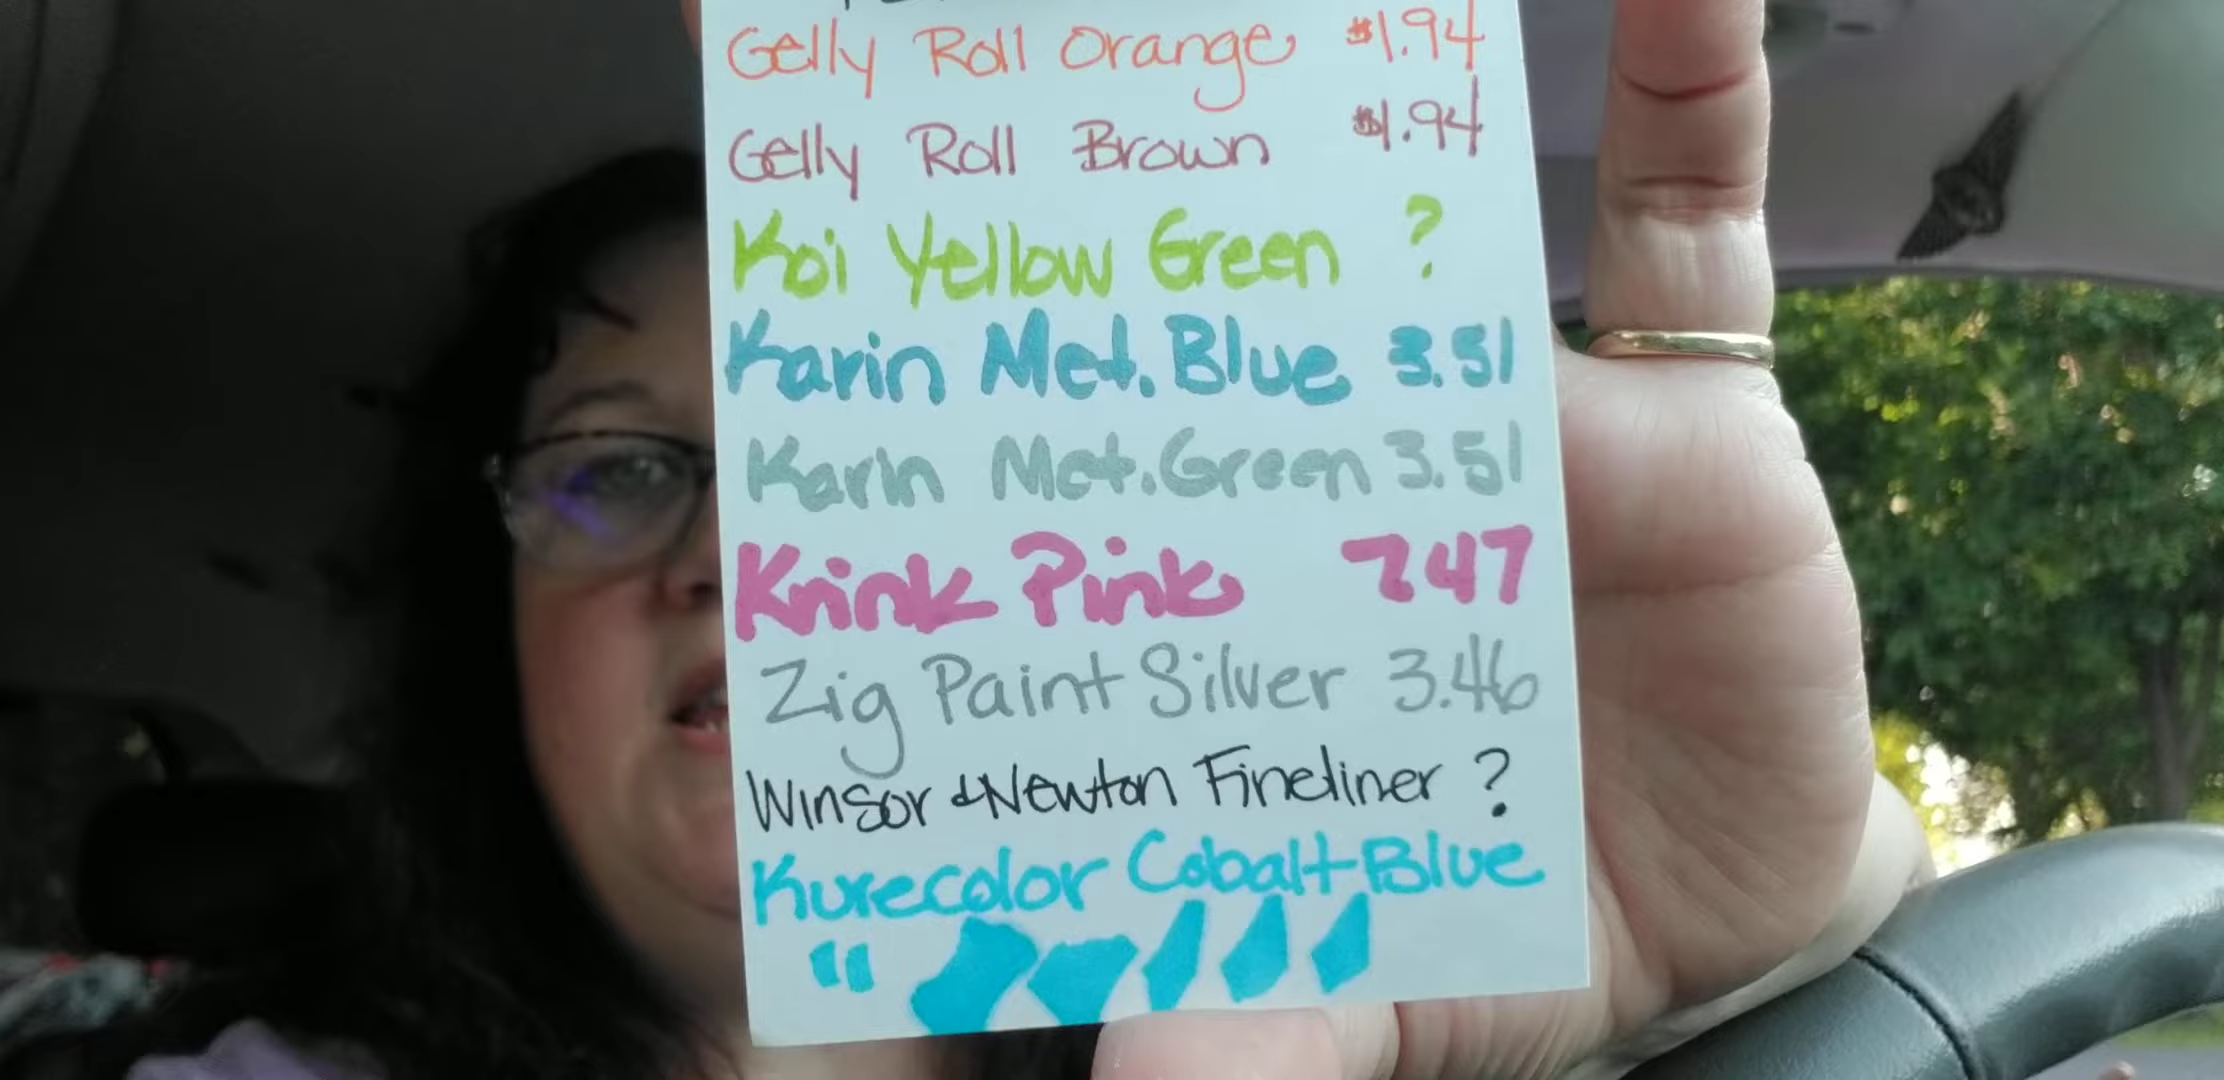 Gelly Roll Orange $1.94
Gelly Roll Brown $1.94
Koi Yellow Green ?
Karin Met. Blue 3.51
Karin Met. Green 3.51
Krink Pink 7.47
Zig Paint Silver 3.46
Winsor & Newton Fineliner ?
Kurecolor Cobalt Blue
"